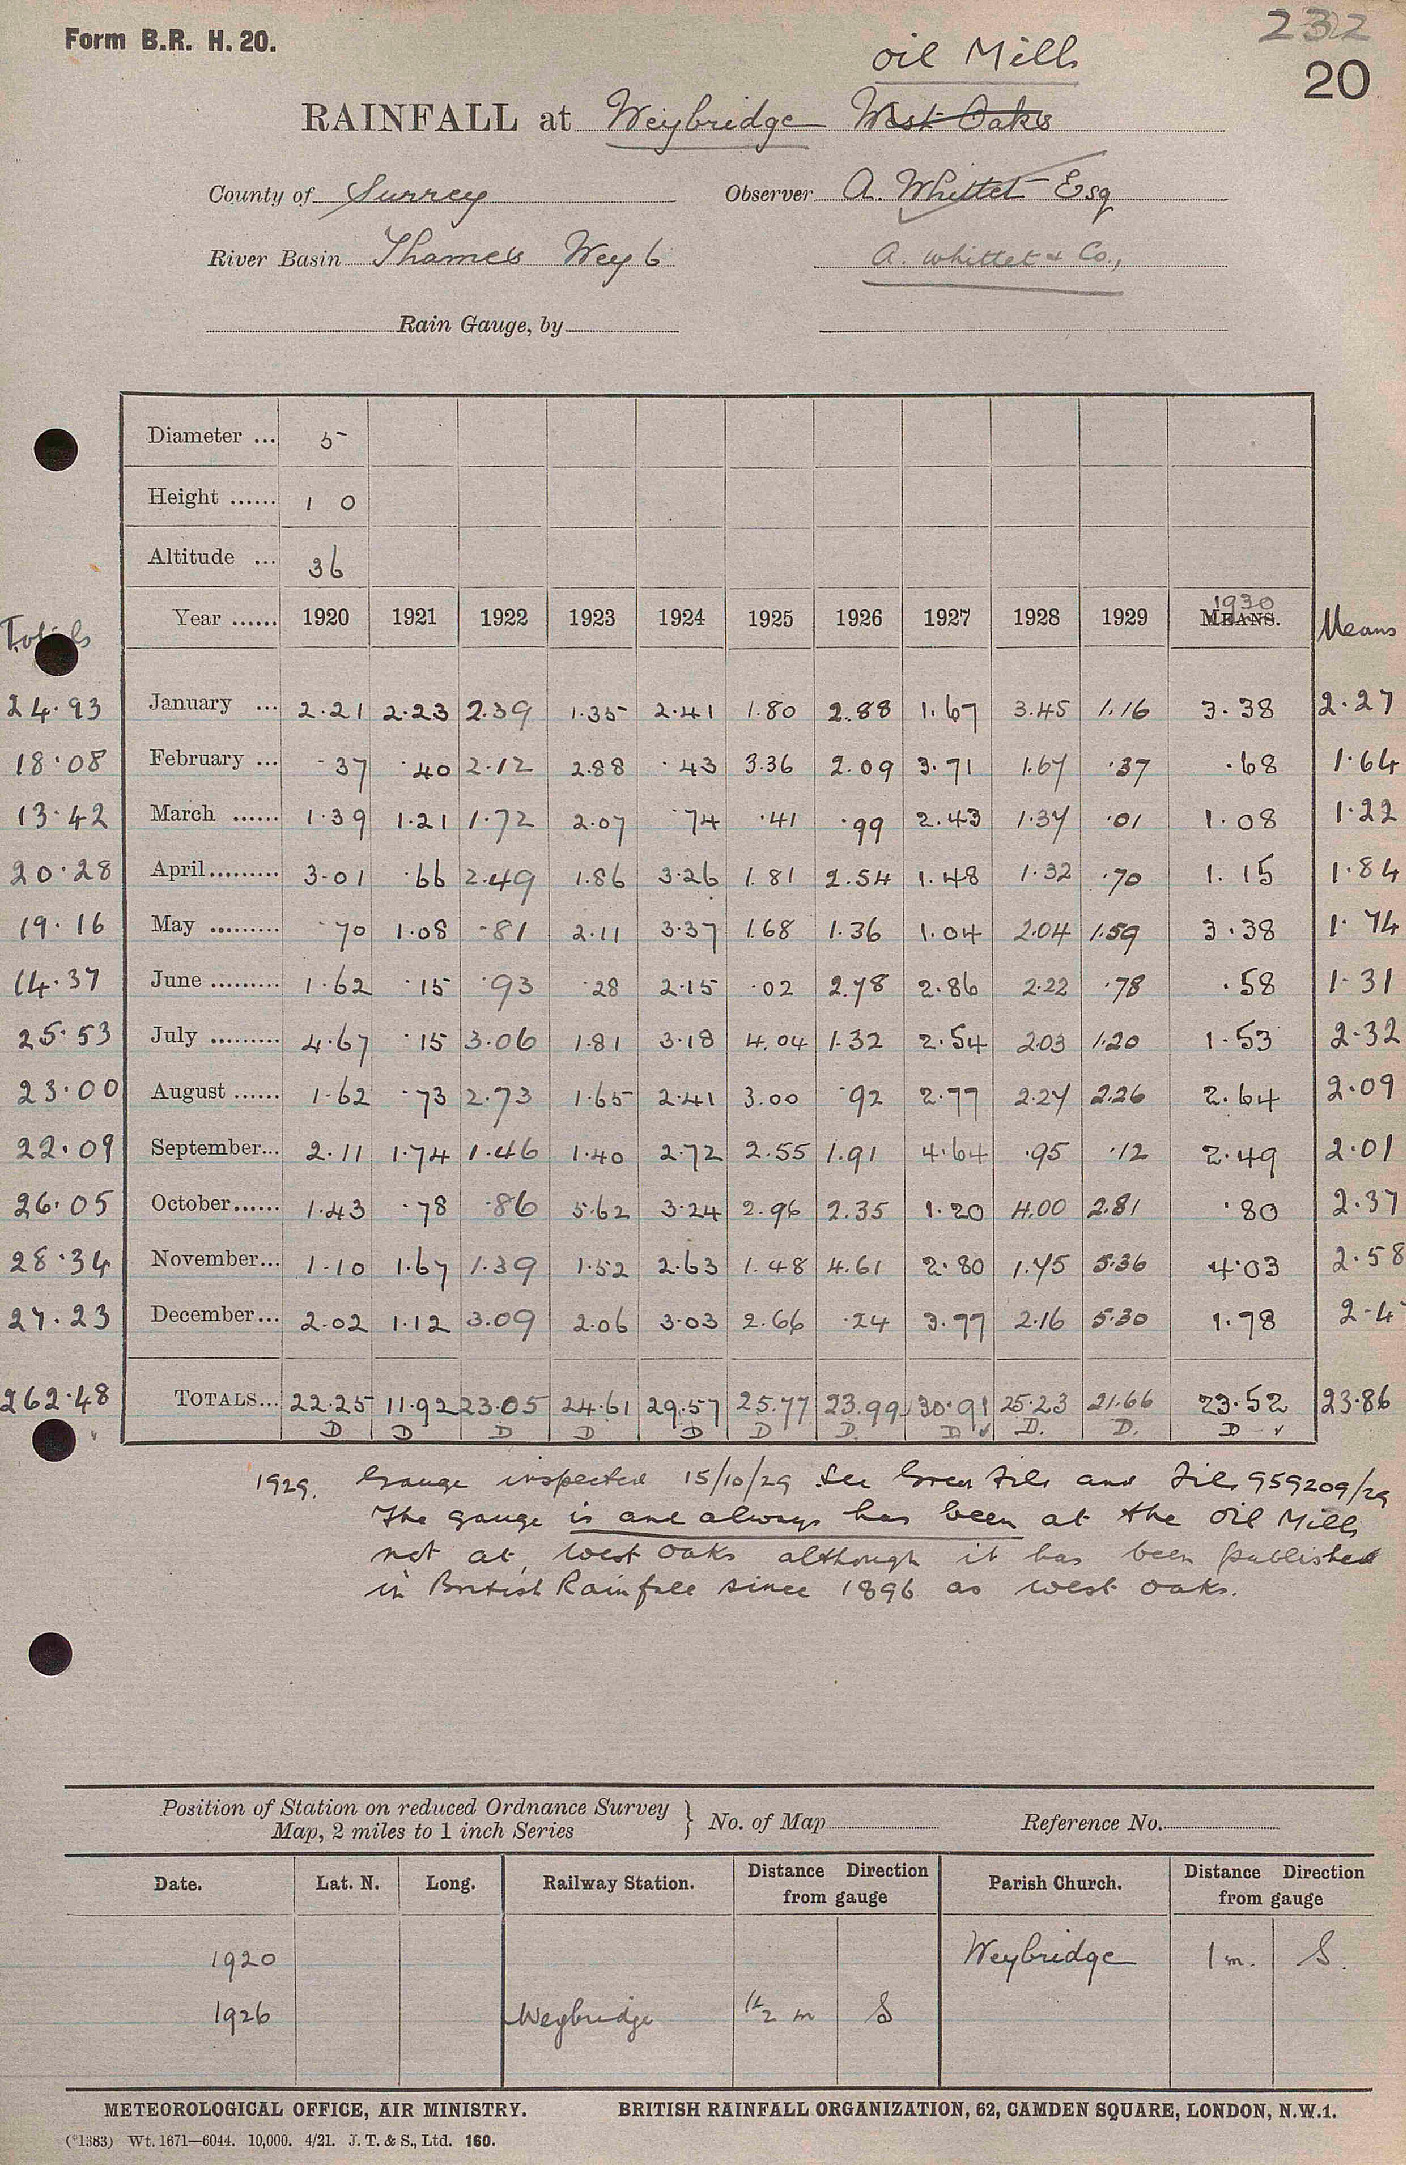 Form B.R. H. 20.
232
20
Oil Mills
RAINFALL at Weybridge West Oaks
County of Surrey Observer A. Whittet Esq
River Basin Thames Wey 6 A. Whittet & Co.,
Rain Gauge, by
Diameter ... 5
Height ...... 1 0
Altitude ... 36
1930
Totals Year ...... 1920 1921 1922 1923 1924 1925 1926 1927 1928 1929 MEANS. Means
24.93 January ... 2.21 2.23 2.39 1.35 2.41 1.80 2.88 1.67 3.45 1.16 3.38 2.27
18.08 February ... .37 .40 2.12 2.88 .43 3.36 2.09 3.71 1.67 .37 .68 1.64
13.42 March ...... 1.39 1.21 1.72 2.07 .74 .41 .99 2.43 1.37 .01 1.08 1.22
20.28 April......... 3.01 .66 2.49 1.86 3.26 1.81 2.54 1.48 1.32 .70 1.15 1.84
19.16 May ......... .70 1.08 .81 2.11 3.37 1.68 1.36 1.04 2.04 1.59 3.38 1.74
14.37 June ......... 1.62 .15 .93 .28 2.15 .02 2.78 2.86 2.22 .78 .58 1.31
25.53 July ......... 4.67 .15 3.06 1.81 3.18 4.04 1.32 2.54 2.03 1.20 1.53 2.32
23.00 August ...... 1.62 .73 2.73 1.65 2.41 3.00 .92 2.77 2.27 2.26 2.64 2.09
22.09 September... 2.11 1.74 1.46 1.40 2.72 2.55 1.91 4.64 .95 .12 2.49 2.01
26.05 October...... 1.43 .78 .86 5.62 3.24 2.96 2.35 1.20 4.00 2.81 .80 2.37
28.34 November... 1.10 1.67 1.39 1.52 2.63 1.48 4.61 2.80 1.75 5.36 4.03 2.58
27.23 December... 2.02 1.12 3.09 2.06 3.03 2.66 .24 3.77 2.16 5.30 1.78 2.4
262.48 TOTALS... 22.25 11.92 23.05 24.61 29.57 25.77 23.99 30.91 25.23 21.66 23.52 23.86
D D D D D D D. D ✓ D. D. D ✓
1929. Gauge inspected 15/10/29 See Green File and File 959209/29
The gauge is and always has been at the Oil Mills
not at West Oaks although it has been published
in British Rainfall since 1896 as West Oaks.
Position of Station on reduced Ordnance Survey
Map, 2 miles to 1 inch Series } No. of Map Reference No.
Date. Lat. N. Long. Railway Station. Distance Direction from gauge Parish Church. Distance Direction from gauge
1920 Weybridge 1 m. S.
1926 Weybridge 1½ m S
METEOROLOGICAL OFFICE, AIR MINISTRY. BRITISH RAINFALL ORGANIZATION, 62, CAMDEN SQUARE, LONDON, N.W.1.
(*1383) Wt. 1671—6044. 10,000. 4/21. J. T. & S., Ltd. 160.